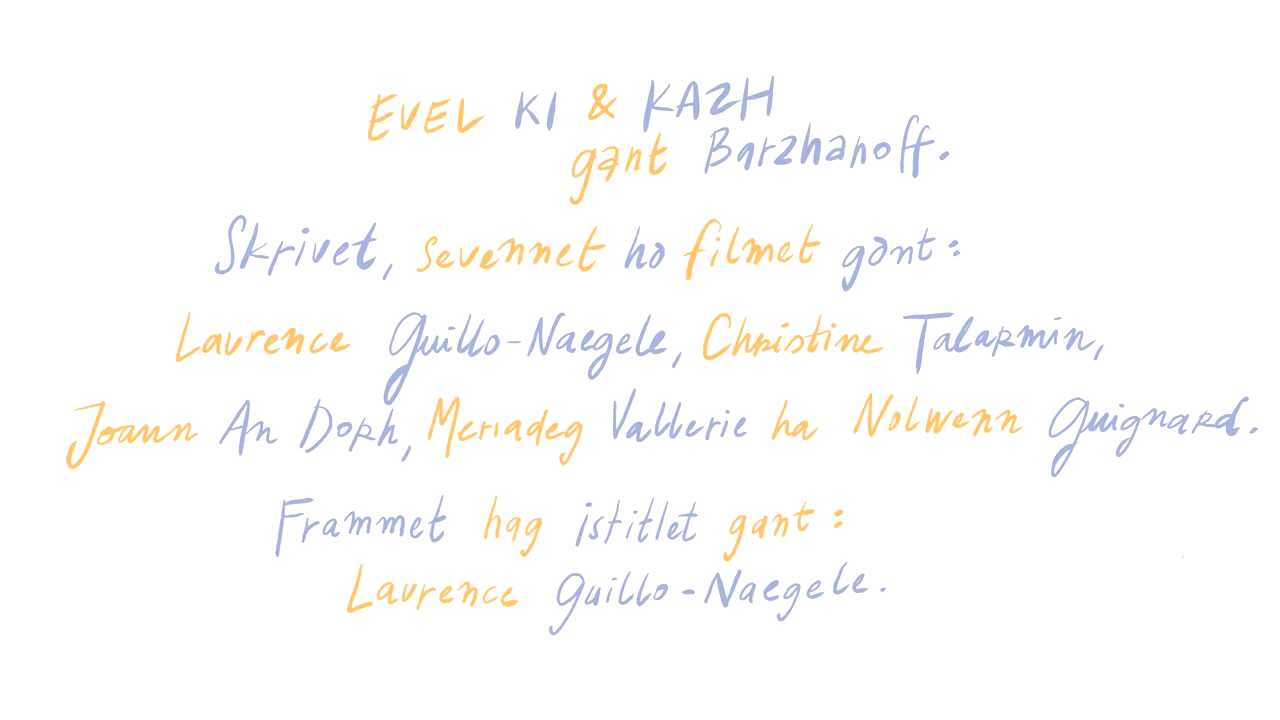 EVEL KI & KAZH
gant Barzhanoff.
Skrivet, sevennet ha filmet gant :
Laurence Guillo-Naegele, Christine Talarmin,
Joann An Dorh, Meriadeg Vallerie ha Nolwenn Guignard.
Frammet hag istitlet gant :
Laurence Guillo-Naegele.